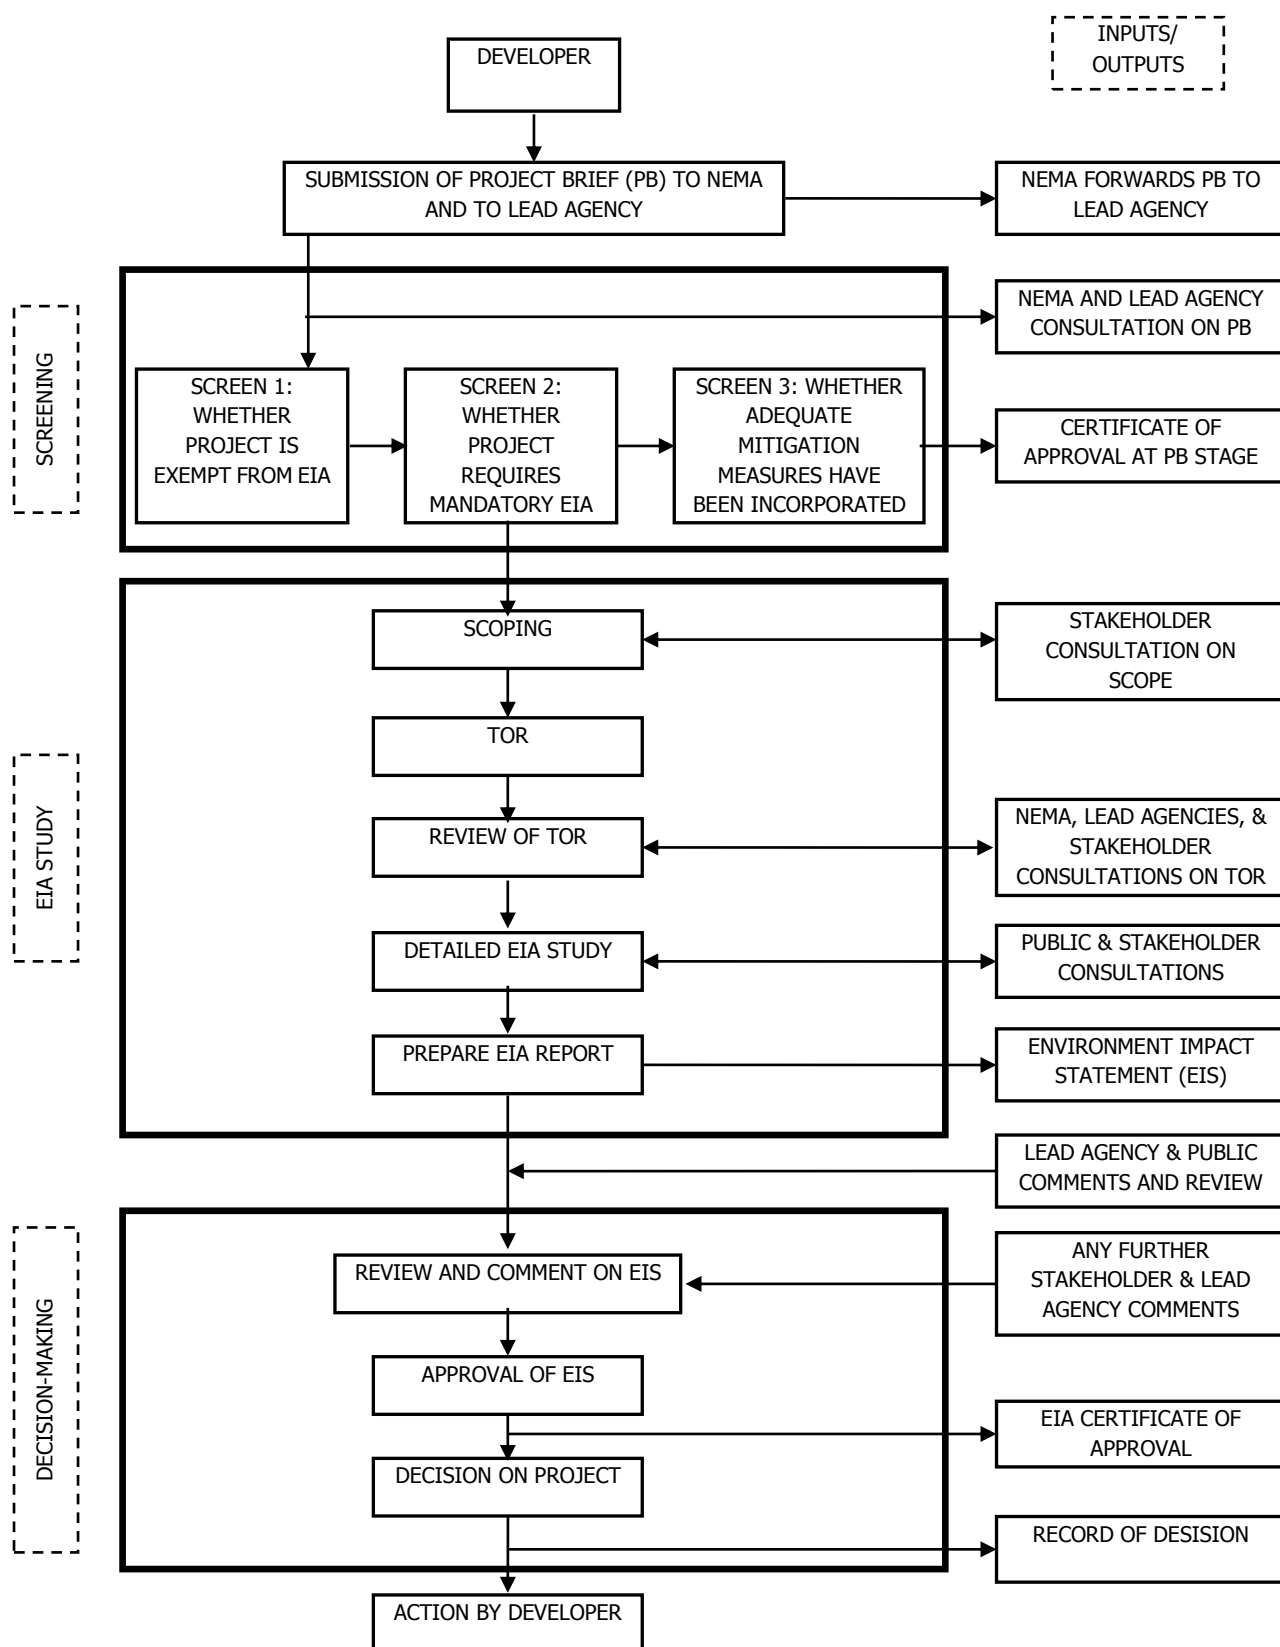 INPUTS/
OUTPUTS
DEVELOPER
SUBMISSION OF PROJECT BRIEF (PB) TO NEMA
AND TO LEAD AGENCY
NEMA FORWARDS PB TO
LEAD AGENCY
SCREENING
NEMA AND LEAD AGENCY
CONSULTATION ON PB
SCREEN 1:
WHETHER
PROJECT IS
EXEMPT FROM EIA
SCREEN 2:
WHETHER
PROJECT
REQUIRES
MANDATORY EIA
SCREEN 3: WHETHER
ADEQUATE
MITIGATION
MEASURES HAVE
BEEN INCORPORATED
CERTIFICATE OF
APPROVAL AT PB STAGE
EIA STUDY
SCOPING
STAKEHOLDER
CONSULTATION ON
SCOPE
TOR
REVIEW OF TOR
NEMA, LEAD AGENCIES, &
STAKEHOLDER
CONSULTATIONS ON TOR
DETAILED EIA STUDY
PUBLIC & STAKEHOLDER
CONSULTATIONS
PREPARE EIA REPORT
ENVIRONMENT IMPACT
STATEMENT (EIS)
LEAD AGENCY & PUBLIC
COMMENTS AND REVIEW
DECISION-MAKING
REVIEW AND COMMENT ON EIS
ANY FURTHER
STAKEHOLDER & LEAD
AGENCY COMMENTS
APPROVAL OF EIS
EIA CERTIFICATE OF
APPROVAL
DECISION ON PROJECT
RECORD OF DESISION
ACTION BY DEVELOPER